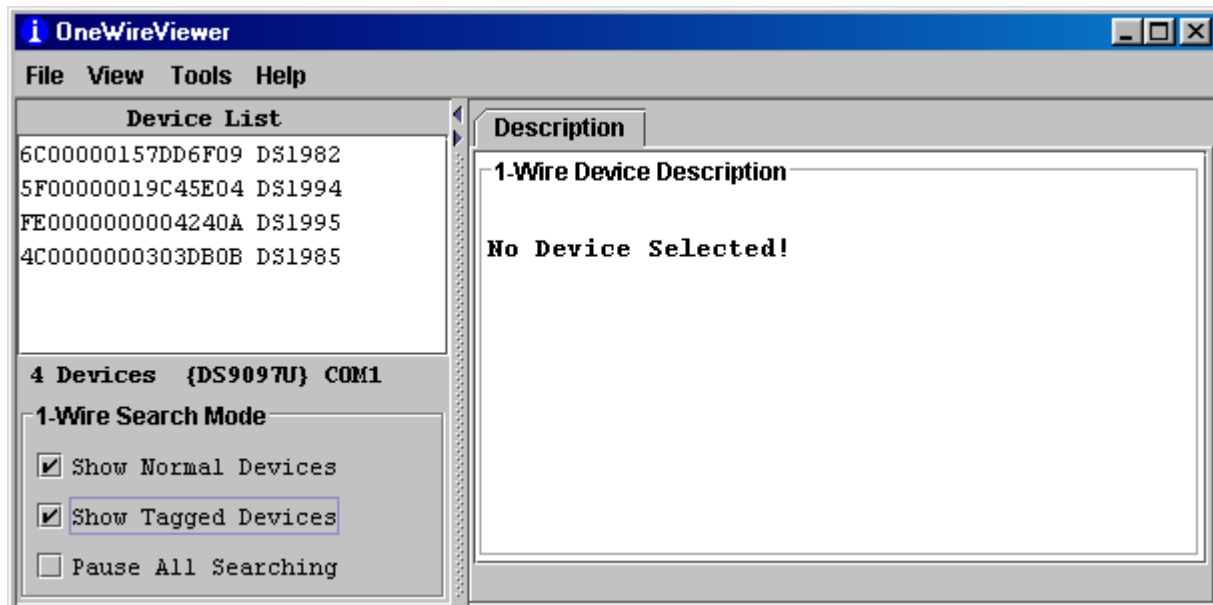 OneWireViewer
File View Tools Help
Device List
6C00000157DD6F09 DS1982
5F00000019C45E04 DS1994
FE0000000004240A DS1995
4C0000000303DB0B DS1985
4 Devices {DS9097U} COM1
1-Wire Search Mode
Show Normal Devices
Show Tagged Devices
Pause All Searching
Description
1-Wire Device Description
No Device Selected!